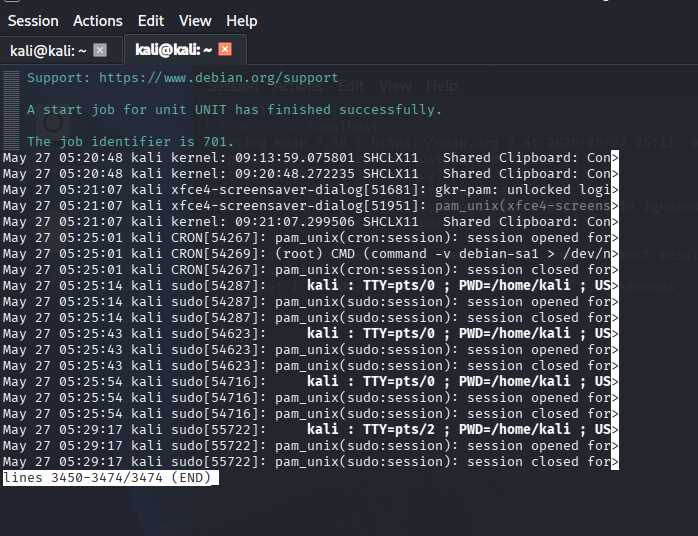 Session Actions Edit View Help
kali@kali: ~ kali@kali: ~
Support: https://www.debian.org/support
A start job for unit UNIT has finished successfully.
The job identifier is 701.
May 27 05:20:48 kali kernel: 09:13:59.075801 SHCLX11 Shared Clipboard: Con>
May 27 05:20:48 kali kernel: 09:20:48.272235 SHCLX11 Shared Clipboard: Con>
May 27 05:21:07 kali xfce4-screensaver-dialog[51681]: gkr-pam: unlocked logi>
May 27 05:21:07 kali xfce4-screensaver-dialog[51951]: pam_unix(xfce4-screens>
May 27 05:21:07 kali kernel: 09:21:07.299506 SHCLX11 Shared Clipboard: Con>
May 27 05:25:01 kali CRON[54267]: pam_unix(cron:session): session opened for>
May 27 05:25:01 kali CRON[54269]: (root) CMD (command -v debian-sa1 > /dev/n>
May 27 05:25:01 kali CRON[54267]: pam_unix(cron:session): session closed for>
May 27 05:25:14 kali sudo[54287]: kali : TTY=pts/0 ; PWD=/home/kali ; US>
May 27 05:25:14 kali sudo[54287]: pam_unix(sudo:session): session opened for>
May 27 05:25:14 kali sudo[54287]: pam_unix(sudo:session): session closed for>
May 27 05:25:43 kali sudo[54623]: kali : TTY=pts/0 ; PWD=/home/kali ; US>
May 27 05:25:43 kali sudo[54623]: pam_unix(sudo:session): session opened for>
May 27 05:25:43 kali sudo[54623]: pam_unix(sudo:session): session closed for>
May 27 05:25:54 kali sudo[54716]: kali : TTY=pts/0 ; PWD=/home/kali ; US>
May 27 05:25:54 kali sudo[54716]: pam_unix(sudo:session): session opened for>
May 27 05:25:54 kali sudo[54716]: pam_unix(sudo:session): session closed for>
May 27 05:29:17 kali sudo[55722]: kali : TTY=pts/2 ; PWD=/home/kali ; US>
May 27 05:29:17 kali sudo[55722]: pam_unix(sudo:session): session opened for>
May 27 05:29:17 kali sudo[55722]: pam_unix(sudo:session): session closed for>
lines 3450-3474/3474 (END)